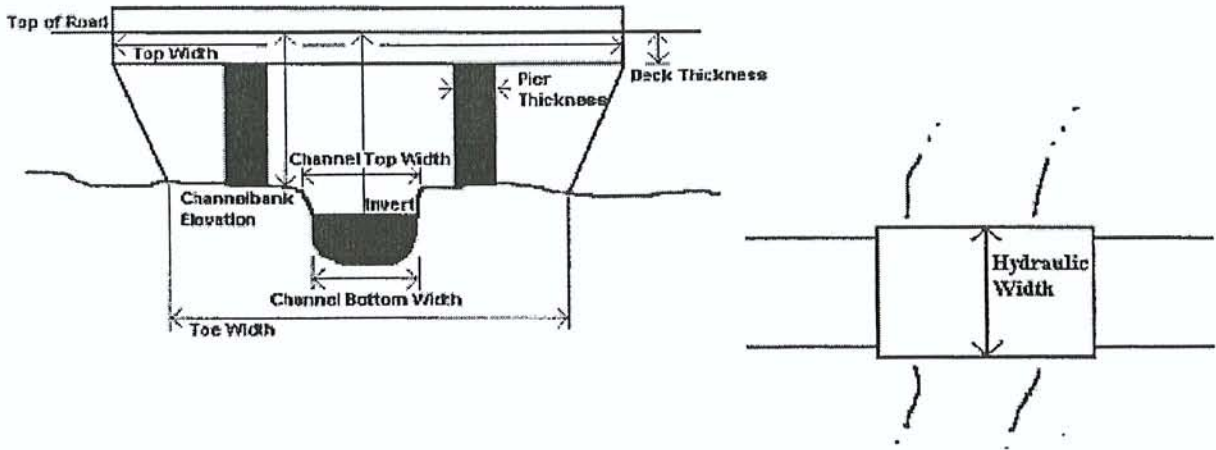 Top of Road
Top Width
Deck Thickness
Pier
Thickness
Channel Top Width
Channelbank
Elevation
Invert
Channel Bottom Width
Toe Width
Hydraulic
Width